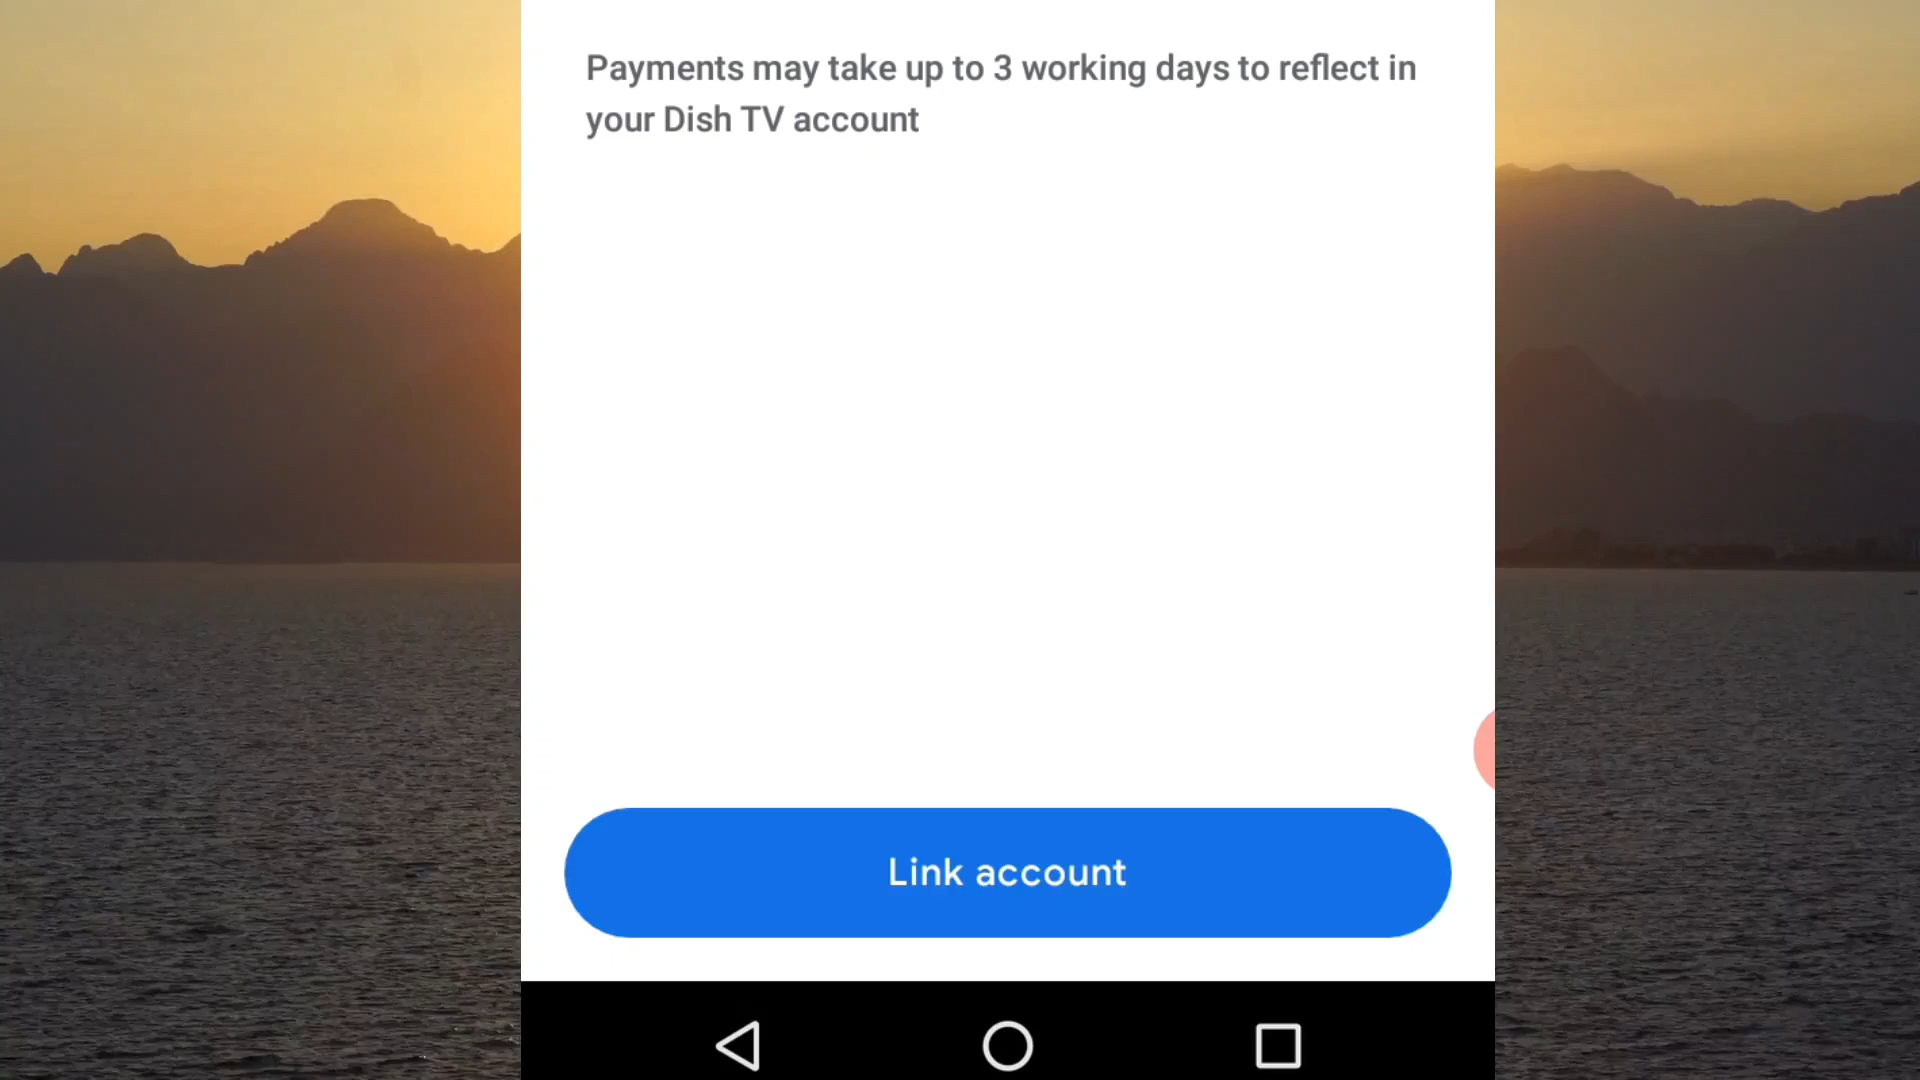 Payments may take up to 3 working days to reflect in
your Dish TV account
Link account